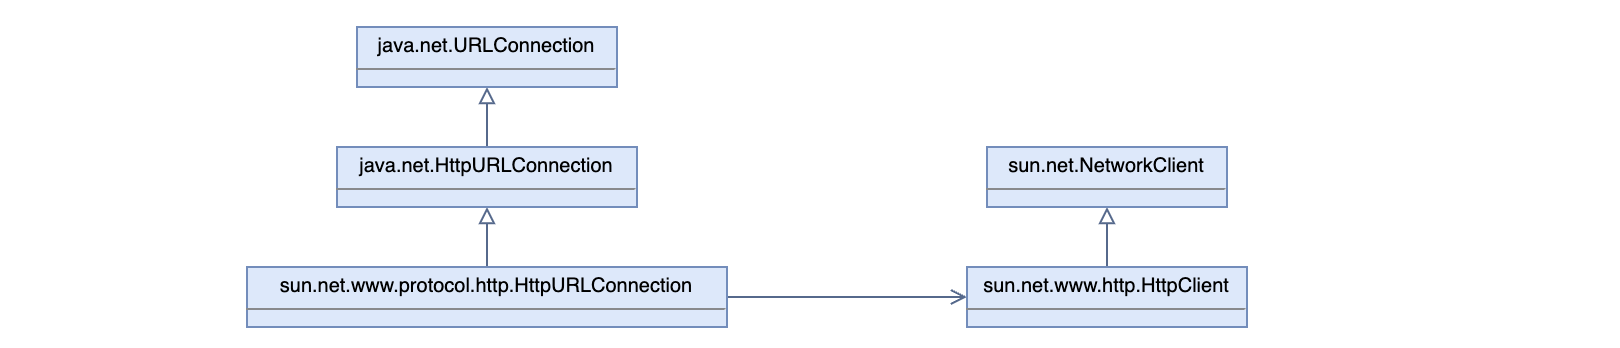 java.net.URLConnection
java.net.HttpURLConnection
sun.net.NetworkClient
sun.net.www.protocol.http.HttpURLConnection
sun.net.www.http.HttpClient